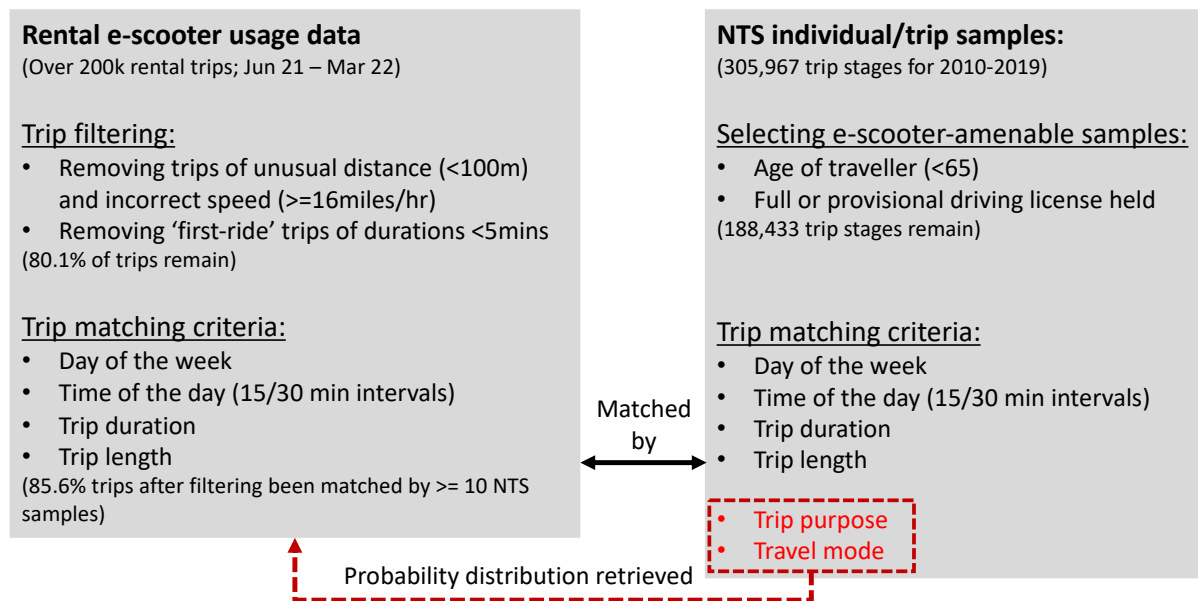 Rental e-scooter usage data
(Over 200k rental trips; Jun 21 – Mar 22)
Trip filtering:
• Removing trips of unusual distance (<100m)
and incorrect speed (>=16miles/hr)
• Removing ‘first-ride’ trips of durations <5mins
(80.1% of trips remain)
Trip matching criteria:
• Day of the week
• Time of the day (15/30 min intervals)
• Trip duration
• Trip length
(85.6% trips after filtering been matched by >= 10 NTS
samples)
Matched
by
NTS individual/trip samples:
(305,967 trip stages for 2010-2019)
Selecting e-scooter-amenable samples:
• Age of traveller (<65)
• Full or provisional driving license held
(188,433 trip stages remain)
Trip matching criteria:
• Day of the week
• Time of the day (15/30 min intervals)
• Trip duration
• Trip length
• Trip purpose
• Travel mode
Probability distribution retrieved